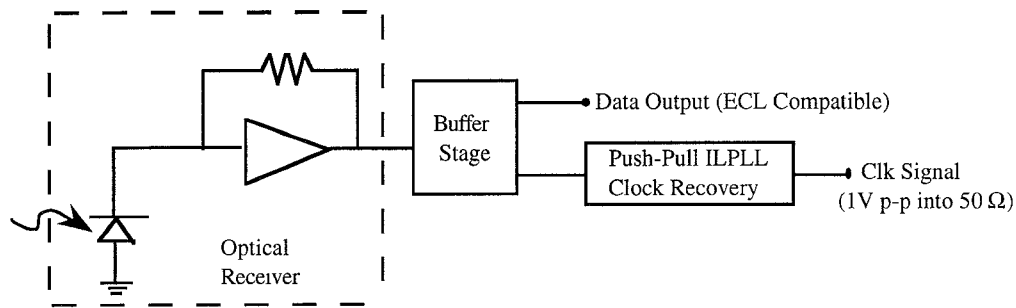 Data Output (ECL Compatible)
Buffer
Stage
Push-Pull ILPLL
Clock Recovery
Clk Signal
(1V p-p into 50 Ω)
Optical
Receiver